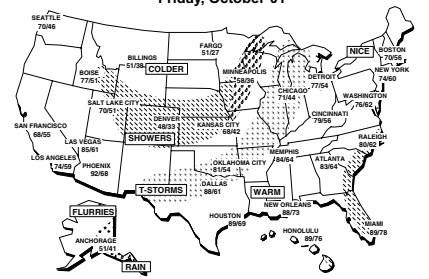 Friday, October 01
SEATTLE
70/46
BILLINGS
51/38
COLDER
FARGO
51/27
MINNEAPOLIS
58/36
NICE
BOSTON
70/56
NEW YORK
74/60
BOISE
77/51
CHICAGO
71/44
DETROIT
77/54
WASHINGTON
76/62
SALT LAKE CITY
70/51
DENVER
48/33
KANSAS CITY
68/42
CINCINNATI
79/56
SAN FRANCISCO
68/55
LAS VEGAS
85/61
SHOWERS
RALEIGH
80/62
LOS ANGELES
74/59
PHOENIX
92/68
OKLAHOMA CITY
81/54
MEMPHIS
84/64
ATLANTA
83/64
T-STORMS
DALLAS
88/61
WARM
NEW ORLEANS
88/73
FLURRIES
ANCHORAGE
51/41
RAIN
HOUSTON
89/69
HONOLULU
89/76
MIAMI
89/78